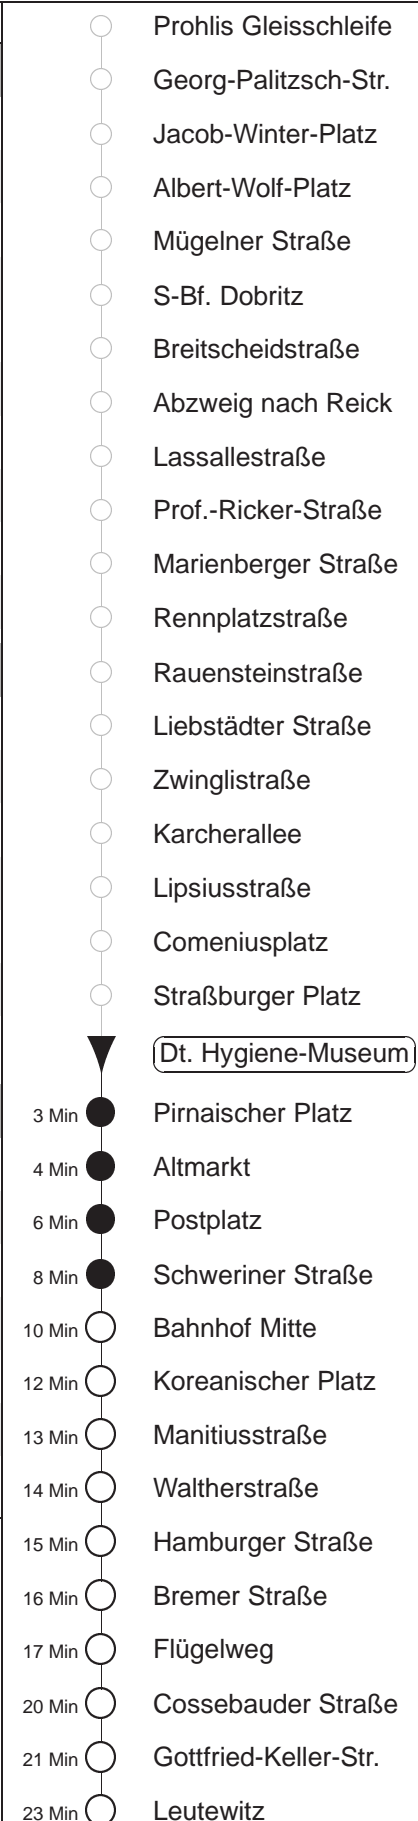 Prohlis Gleisschleife
Georg-Palitzsch-Str.
Jacob-Winter-Platz
Albert-Wolf-Platz
Mügelner Straße
S-Bf. Dobritz
Breitscheidstraße
Abzweig nach Reick
Lassallestraße
Prof.-Ricker-Straße
Marienberger Straße
Rennplatzstraße
Rauensteinstraße
Liebstädter Straße
Zwinglistraße
Karcherallee
Lipsiusstraße
Comeniusplatz
Straßburger Platz
Dt. Hygiene-Museum
3 Min Pirnaischer Platz
4 Min Altmarkt
6 Min Postplatz
8 Min Schweriner Straße
10 Min Bahnhof Mitte
12 Min Koreanischer Platz
13 Min Manitiusstraße
14 Min Waltherstraße
15 Min Hamburger Straße
16 Min Bremer Straße
17 Min Flügelweg
20 Min Cossebauder Straße
21 Min Gottfried-Keller-Str.
23 Min Leutewitz